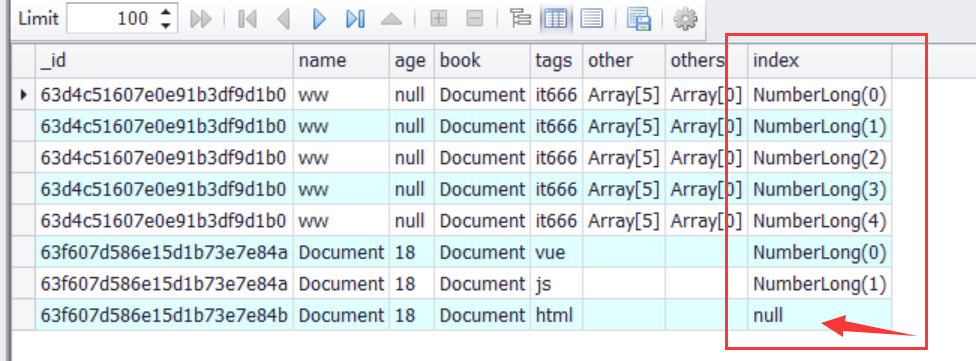 Limit 100
_id name age book tags other others index
63d4c51607e0e91b3df9d1b0 ww null Document it666 Array[5] Array[0] NumberLong(0)
63d4c51607e0e91b3df9d1b0 ww null Document it666 Array[5] Array[0] NumberLong(1)
63d4c51607e0e91b3df9d1b0 ww null Document it666 Array[5] Array[0] NumberLong(2)
63d4c51607e0e91b3df9d1b0 ww null Document it666 Array[5] Array[0] NumberLong(3)
63d4c51607e0e91b3df9d1b0 ww null Document it666 Array[5] Array[0] NumberLong(4)
63f607d586e15d1b73e7e84a Document 18 Document vue NumberLong(0)
63f607d586e15d1b73e7e84a Document 18 Document js NumberLong(1)
63f607d586e15d1b73e7e84b Document 18 Document html null